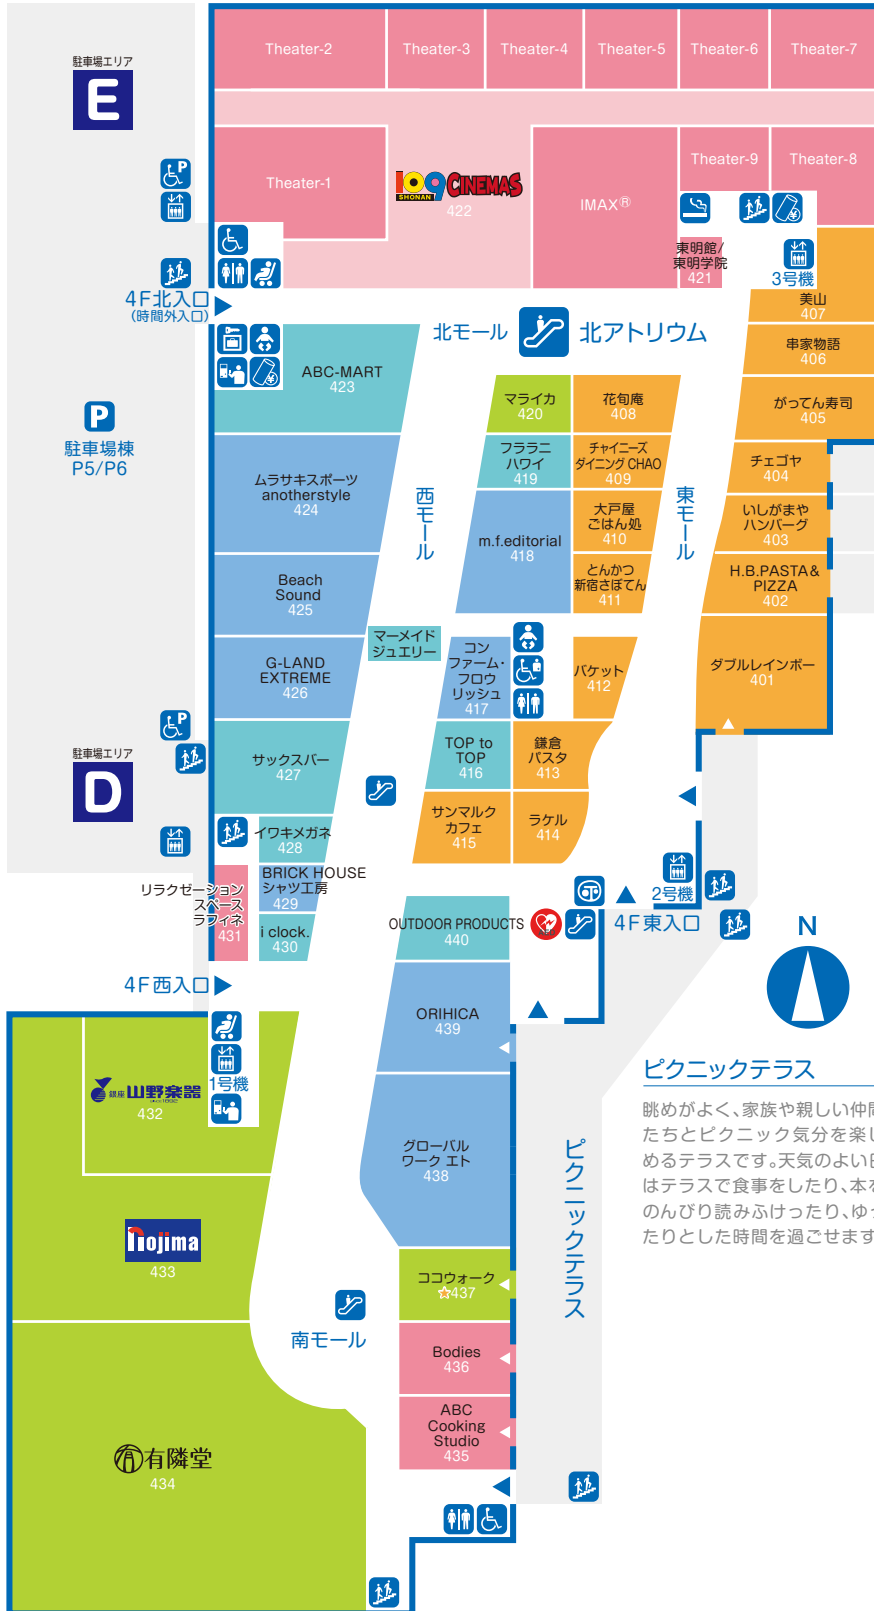 Theater-2
Theater-3
Theater-4
Theater-5
Theater-6
Theater-7
駐車場エリア
E
Theater-1
109 CINEMAS
SHONAN
422
IMAX®
Theater-9
Theater-8
東明館/
東明学院
421
3号機
4F北入口
(時間外入口)
北モール
北アトリウム
美山
407
串家物語
406
がってん寿司
405
チェゴヤ
404
いしがまや
ハンバーグ
403
H.B.PASTA&
PIZZA
402
ダブルレインボー
401
ABC-MART
423
マライカ
420
花旬庵
408
フララニ
ハワイ
419
チャイニーズ
ダイニング CHAO
409
P
駐車場棟
P5/P6
ムラサキスポーツ
anotherstyle
424
西モール
m.f.editorial
418
大戸屋
ごはん処
410
とんかつ
新宿さぼてん
411
東モール
Beach
Sound
425
マーメイド
ジュエリー
G-LAND
EXTREME
426
コン
ファーム・
フロウ
リッシュ
417
バケット
412
サックスバー
427
TOP to
TOP
416
鎌倉
パスタ
413
駐車場エリア
D
イワキメガネ
428
サンマルク
カフェ
415
ラケル
414
BRICK HOUSE
シャツ工房
429
リラクゼーション
スペース
ラフィネ
431
i clock.
430
2号機
4F東入口
OUTDOOR PRODUCTS
440
N
4F西入口
ORIHICA
439
1号機
銀座 山野楽器
432
グローバル
ワーク エト
438
ピクニックテラス
ピクニックテラス
眺めがよく、家族や親しい仲間
たちとピクニック気分を楽し
めるテラスです。天気のよい日
はテラスで食事をしたり、本を
のんびり読みふけったり、ゆっ
たりとした時間を過ごせます
nojima
433
ココウォーク
☆437
南モール
Bodies
436
ABC
Cooking
Studio
435
有隣堂
434